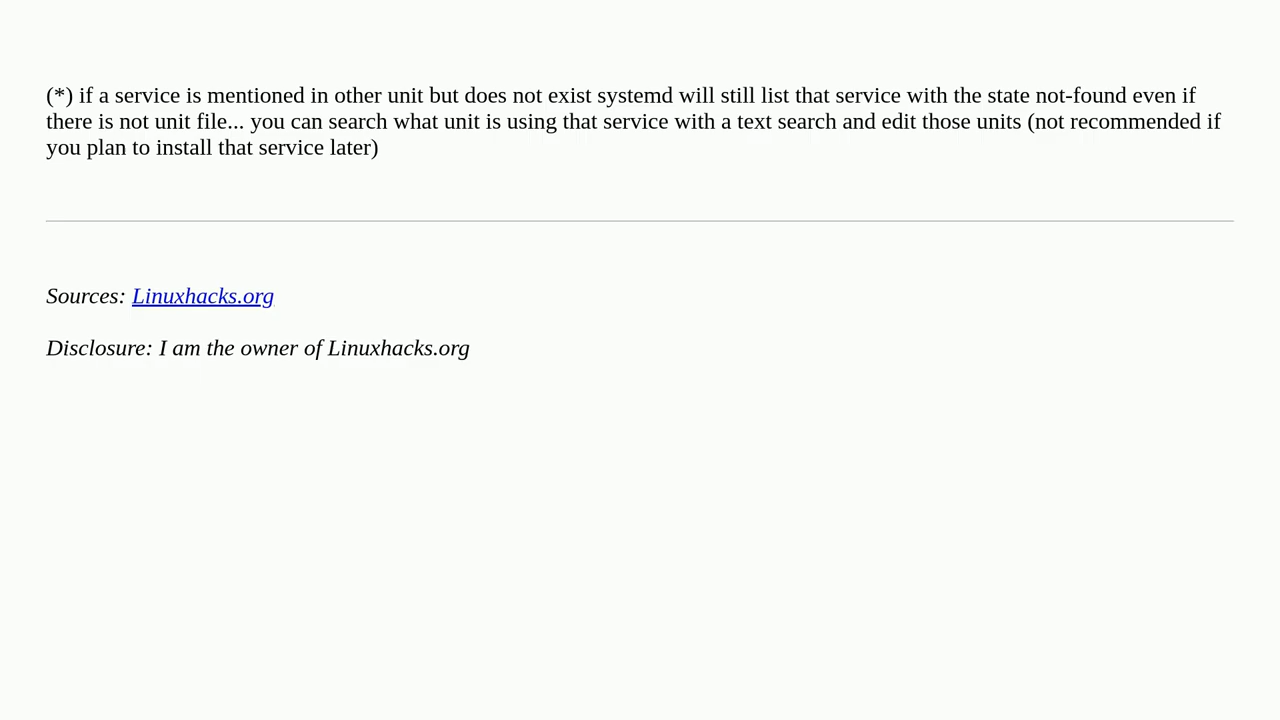 (*) if a service is mentioned in other unit but does not exist systemd will still list that service with the state not-found even if
there is not unit file... you can search what unit is using that service with a text search and edit those units (not recommended if
you plan to install that service later)
Sources: Linuxhacks.org
Disclosure: I am the owner of Linuxhacks.org